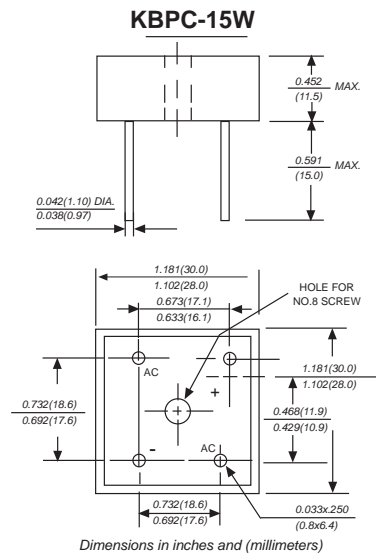 KBPC-15W
0.452
(11.5)
MAX.
0.591
(15.0)
MAX.
0.042(1.10) DIA.
0.038(0.97)
1.181(30.0)
1.102(28.0)
0.673(17.1)
0.633(16.1)
HOLE FOR
NO.8 SCREW
AC
+
1.181(30.0)
1.102(28.0)
0.732(18.6)
0.692(17.6)
0.468(11.9)
0.429(10.9)
-
AC
0.732(18.6)
0.692(17.6)
0.033x.250
(0.8x6.4)
Dimensions in inches and (millimeters)